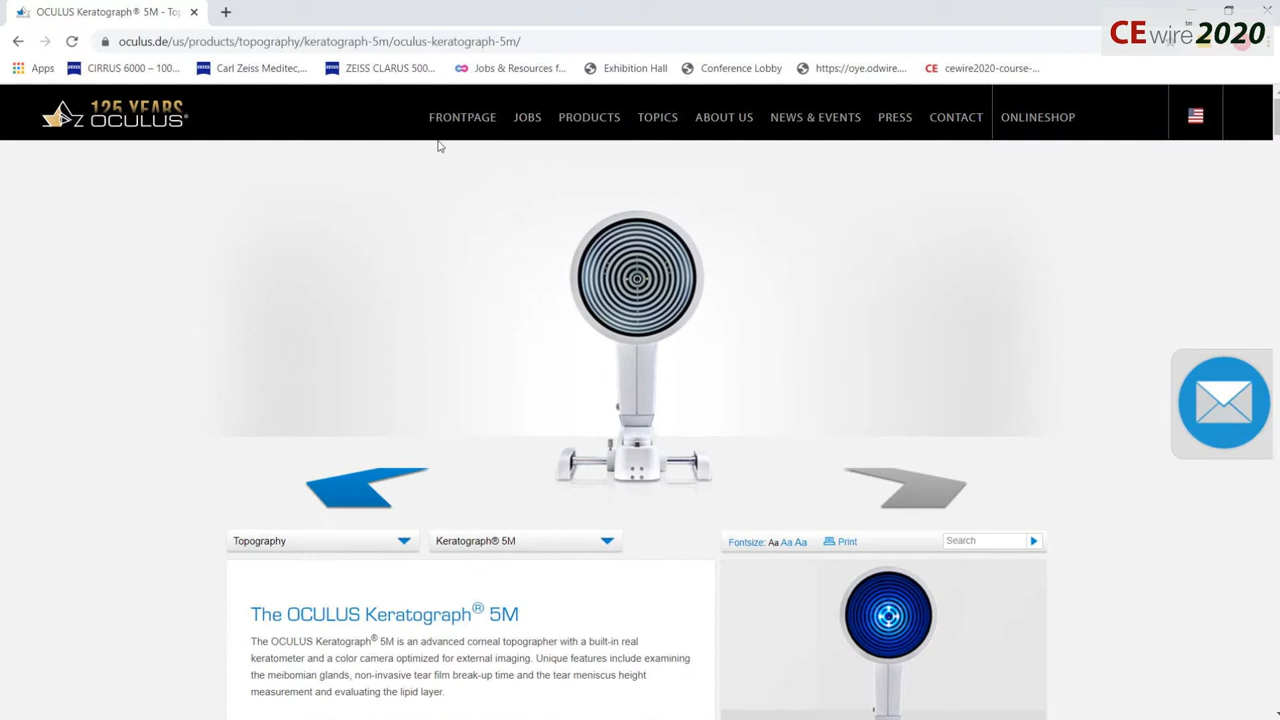 OCULUS Keratograph® 5M - Top
CEwire™2020
oculus.de/us/products/topography/keratograph-5m/oculus-keratograph-5m/
Apps CIRRUS 6000 – 100... Carl Zeiss Meditec,... ZEISS CLARUS 500... Jobs & Resources f... Exhibition Hall Conference Lobby https://oye.odwire.... CE cewire2020-course-...
125 YEARS
OCULUS®
FRONTPAGE JOBS PRODUCTS TOPICS ABOUT US NEWS & EVENTS PRESS CONTACT ONLINESHOP
Topography Keratograph® 5M Fontsize: Aa Aa Aa Print Search
The OCULUS Keratograph® 5M
The OCULUS Keratograph® 5M is an advanced corneal topographer with a built-in real
keratometer and a color camera optimized for external imaging. Unique features include examining
the meibomian glands, non-invasive tear film break-up time and the tear meniscus height
measurement and evaluating the lipid layer.